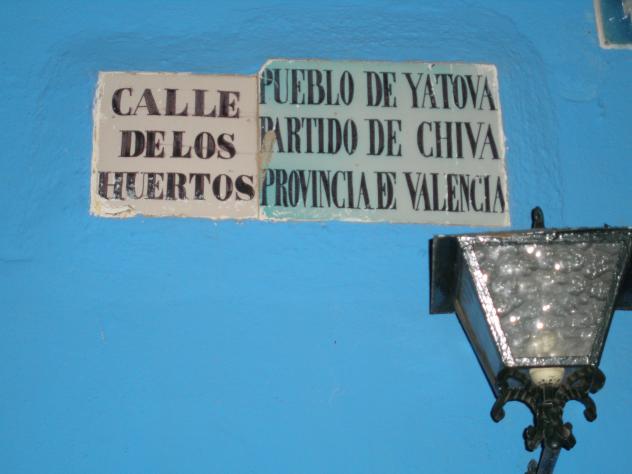 CALLE
DE LOS
HUERTOS
PUEBLO DE YATOVA
PARTIDO DE CHIVA
PROVINCIA DE VALENCIA